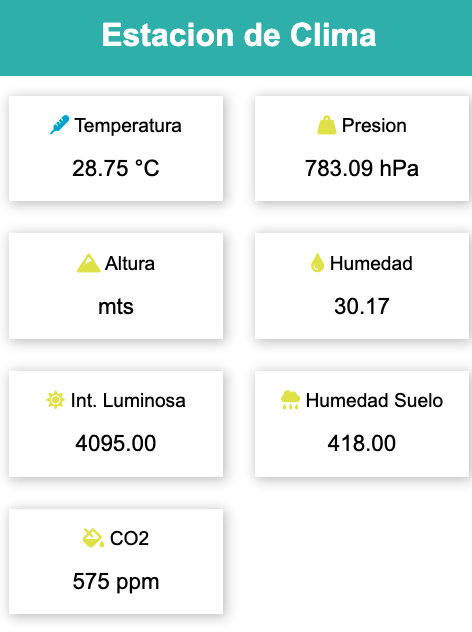 Estacion de Clima
Temperatura
28.75 °C
Presion
783.09 hPa
Altura
mts
Humedad
30.17
Int. Luminosa
4095.00
Humedad Suelo
418.00
CO2
575 ppm